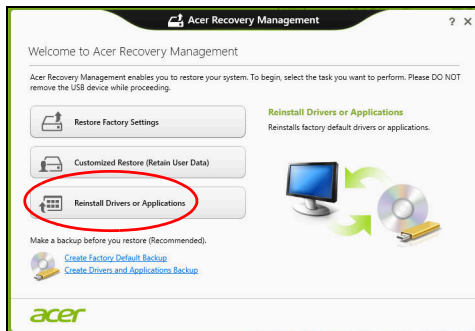 Acer Recovery Management
? X
Welcome to Acer Recovery Management
Acer Recovery Management enables you to restore your system. To begin, select the task you want to perform. Please DO NOT
remove the USB device while proceeding.
Restore Factory Settings
Customized Restore (Retain User Data)
Reinstall Drivers or Applications
Reinstall Drivers or Applications
Reinstalls factory default drivers or applications.
Make a backup before you restore (Recommended).
Create Factory Default Backup
Create Drivers and Applications Backup
acer